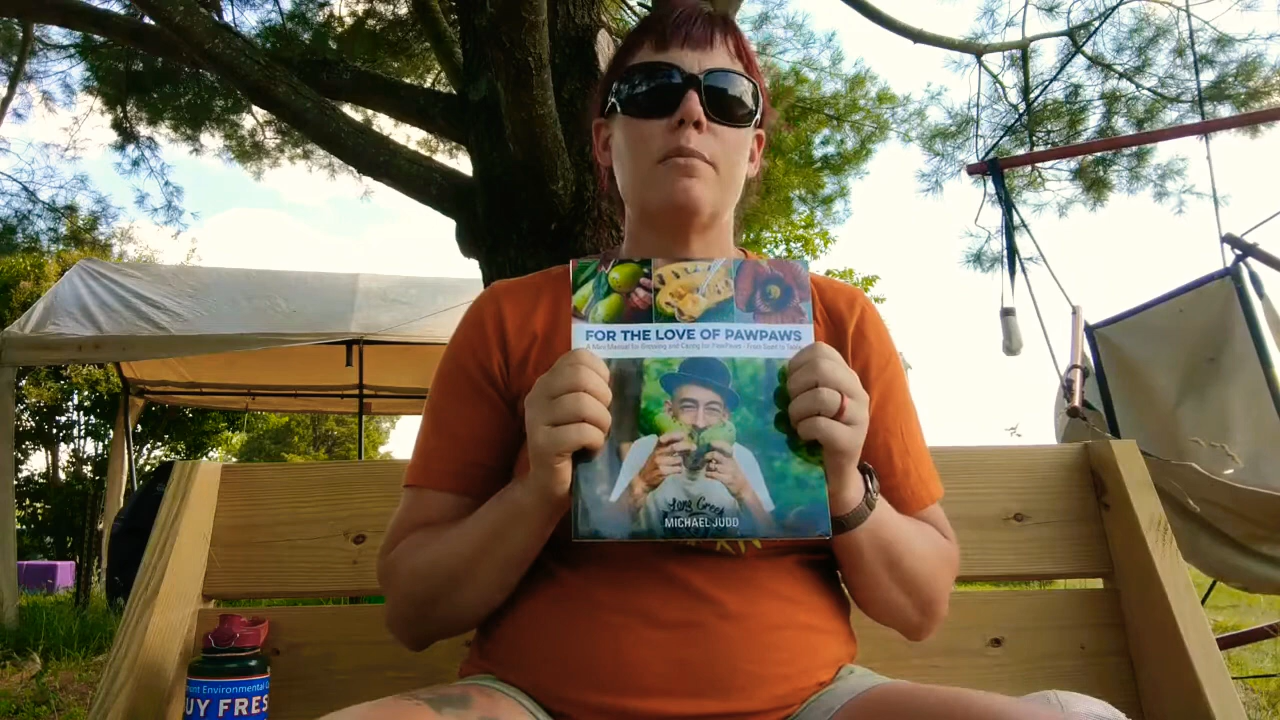 FOR THE LOVE OF PAWPAWS
A Mini Manual for Growing and Caring for PawPaws - From Seed to Table
Long Creek
MICHAEL JUDD
Environmental
UY FRES